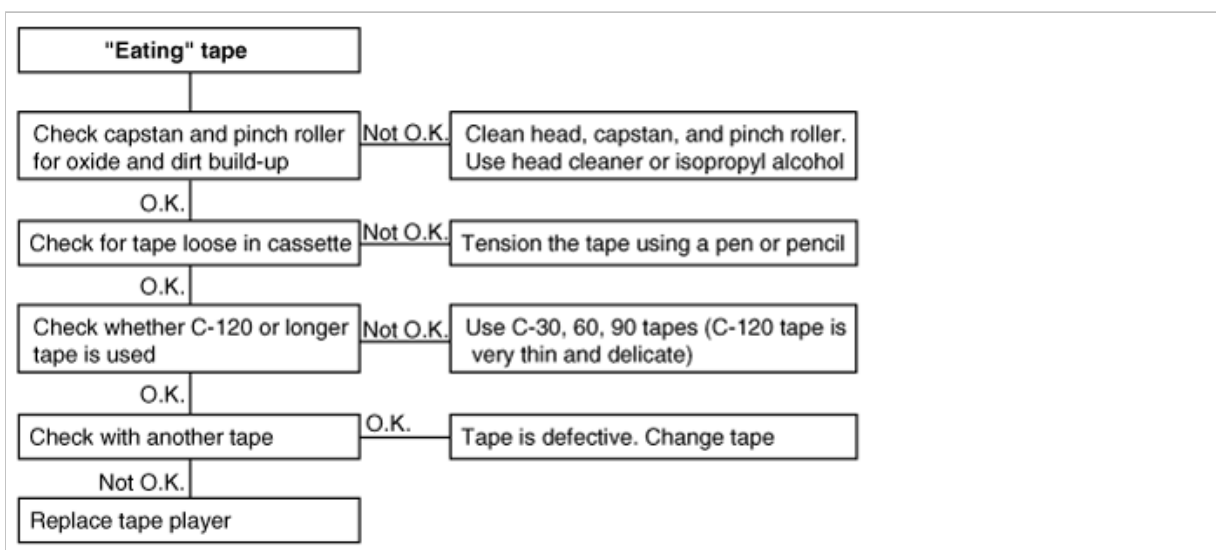 "Eating" tape
Check capstan and pinch roller
for oxide and dirt build-up
Not O.K.
Clean head, capstan, and pinch roller.
Use head cleaner or isopropyl alcohol
O.K.
Check for tape loose in cassette
Not O.K.
Tension the tape using a pen or pencil
O.K.
Check whether C-120 or longer
tape is used
Not O.K.
Use C-30, 60, 90 tapes (C-120 tape is
very thin and delicate)
O.K.
Check with another tape
O.K.
Tape is defective. Change tape
Not O.K.
Replace tape player